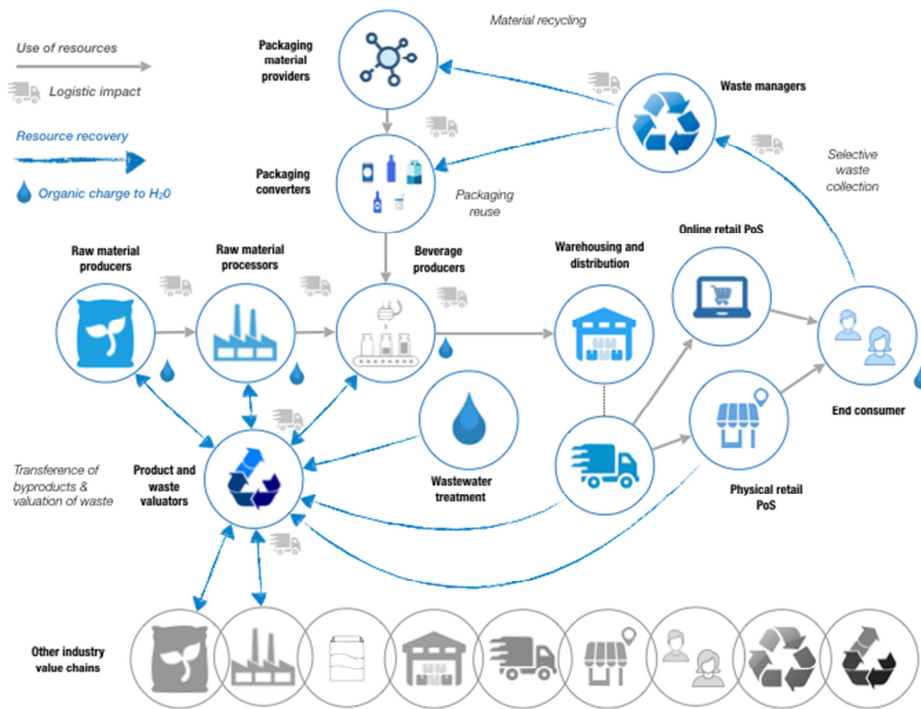 Use of resources
Logistic impact
Resource recovery
Organic charge to H₂0
Packaging
material
providers
Material recycling
Waste managers
Selective
waste
collection
Packaging
converters
Packaging
reuse
Raw material
producers
Raw material
processors
Beverage
producers
Warehousing and
distribution
Online retail PoS
End consumer
Transference of
byproducts &
valuation of waste
Product and
waste
valuators
Wastewater
treatment
Physical retail
PoS
Other industry
value chains